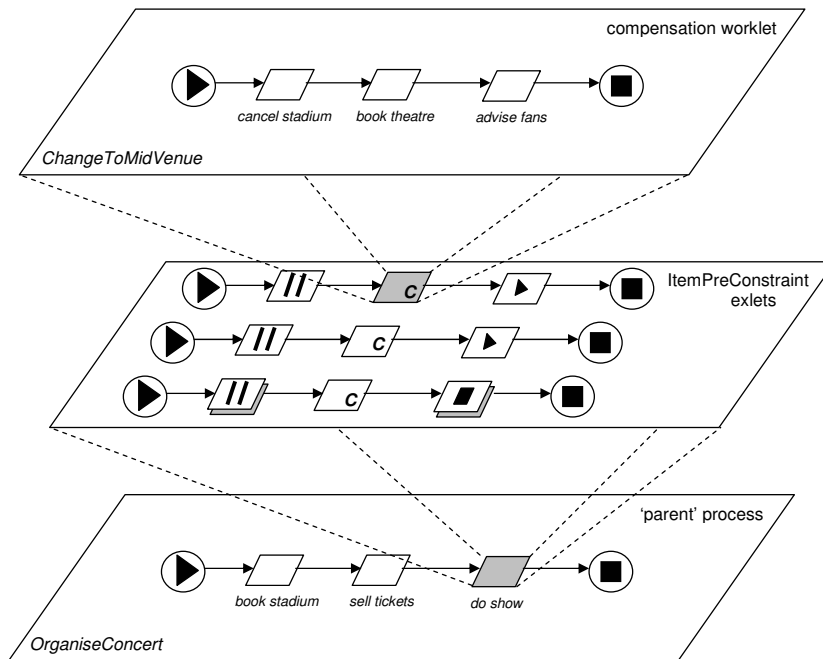 compensation worklet
cancel stadium
book theatre
advise fans
ChangeToMidVenue
ItemPreConstraint
exlets
C
C
C
‘parent’ process
book stadium
sell tickets
do show
OrganiseConcert